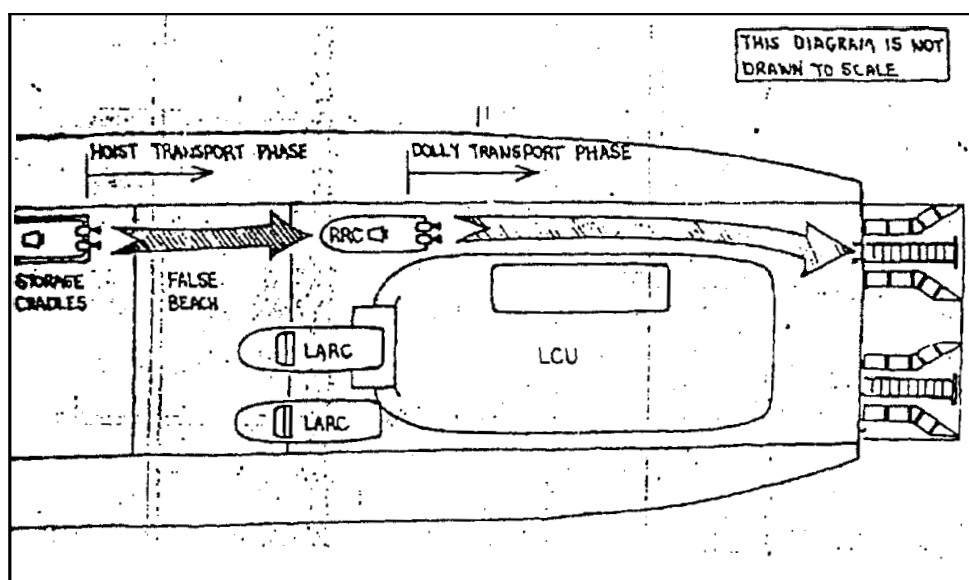 THIS DIAGRAM IS NOT
DRAWN TO SCALE
HOIST TRANSPORT PHASE
DOLLY TRANSPORT PHASE
RRC
STORAGE
CRADLES
FALSE
BEACH
LARC
LCU
LARC